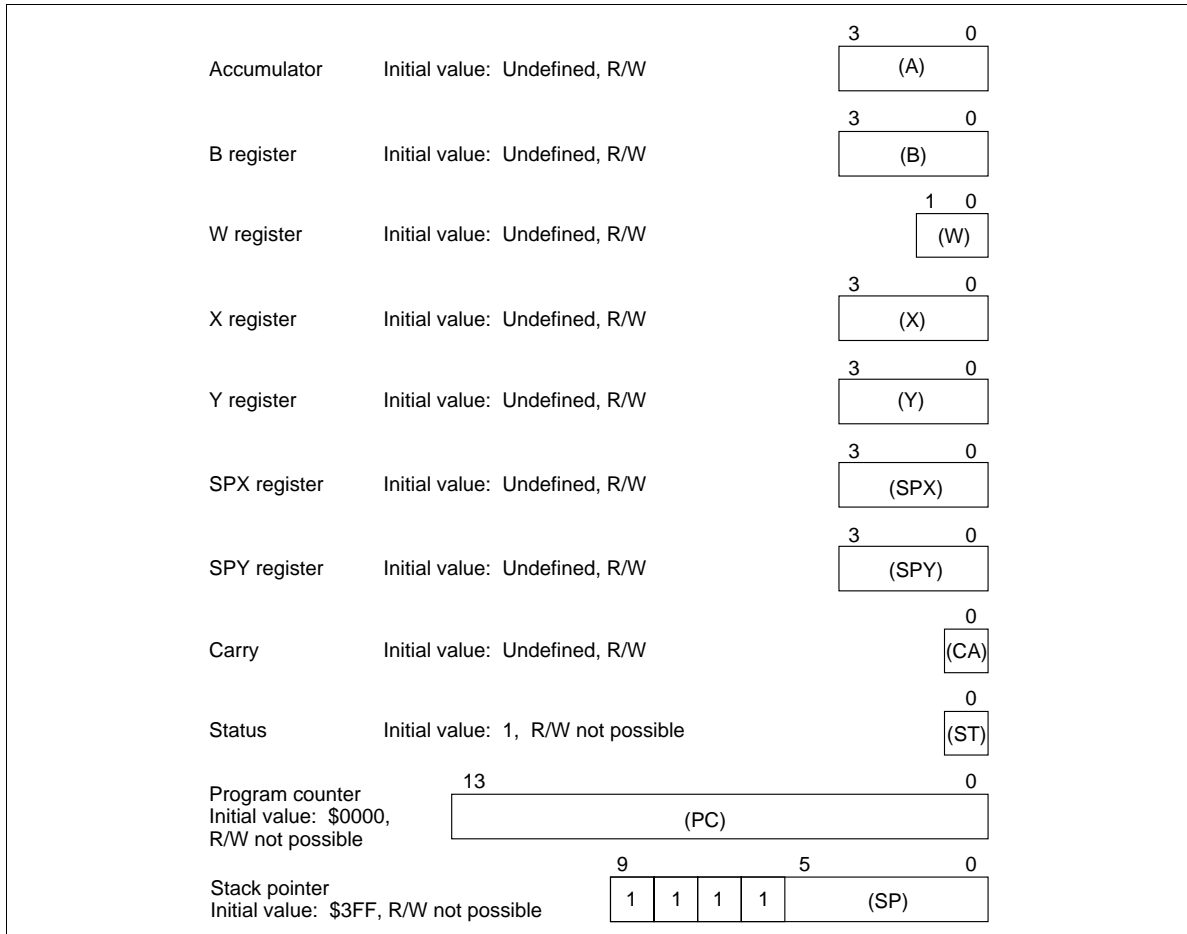 3 0
Accumulator Initial value: Undefined, R/W (A)
3 0
B register Initial value: Undefined, R/W (B)
1 0
W register Initial value: Undefined, R/W (W)
3 0
X register Initial value: Undefined, R/W (X)
3 0
Y register Initial value: Undefined, R/W (Y)
3 0
SPX register Initial value: Undefined, R/W (SPX)
3 0
SPY register Initial value: Undefined, R/W (SPY)
0
Carry Initial value: Undefined, R/W (CA)
0
Status Initial value: 1, R/W not possible (ST)
13 0
Program counter
Initial value: $0000,
R/W not possible
(PC)
9 5 0
Stack pointer
Initial value: $3FF, R/W not possible
1 1 1 1 (SP)